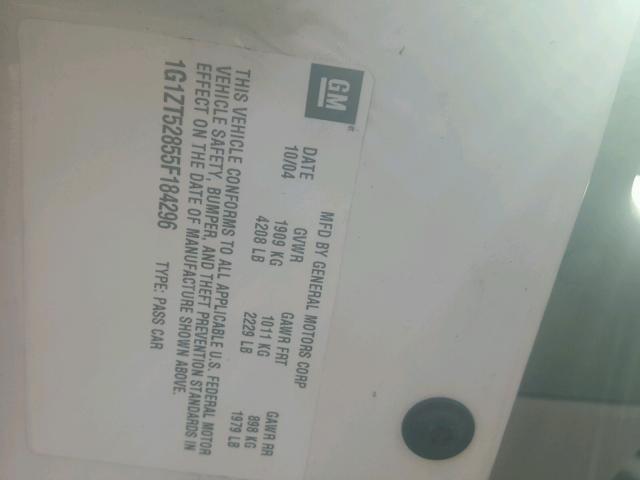 GM
MFD BY GENERAL MOTORS CORP
DATE GVWR GAWR FRT GAWR RR
10/04 1909 KG 1011 KG 898 KG
4208 LB 2229 LB 1979 LB
THIS VEHICLE CONFORMS TO ALL APPLICABLE U.S. FEDERAL MOTOR
VEHICLE SAFETY, BUMPER, AND THEFT PREVENTION STANDARDS IN
EFFECT ON THE DATE OF MANUFACTURE SHOWN ABOVE.
1G1ZT52855F184296 TYPE: PASS CAR